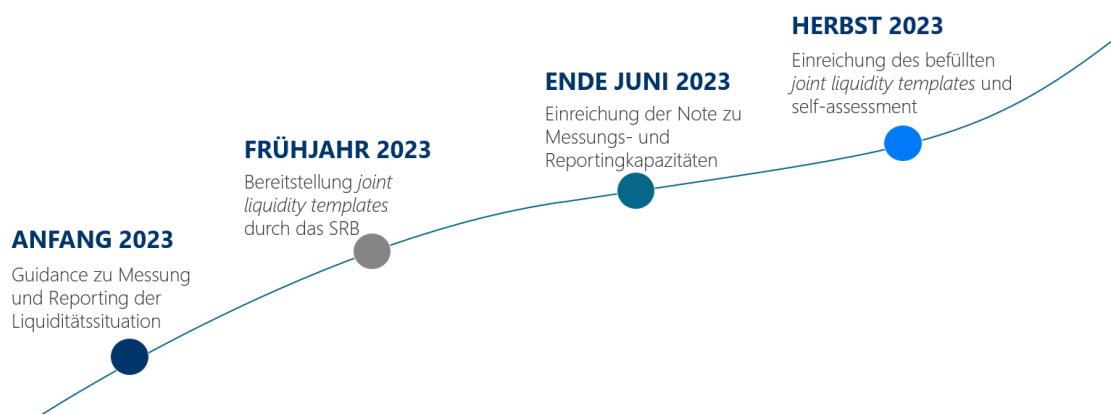 ANFANG 2023
Guidance zu Messung
und Reporting der
Liquiditätssituation
FRÜHJAHR 2023
Bereitstellung joint
liquidity templates
durch das SRB
ENDE JUNI 2023
Einreichung der Note zu
Messungs- und
Reportingkapazitäten
HERBST 2023
Einreichung des befüllten
joint liquidity templates und
self-assessment